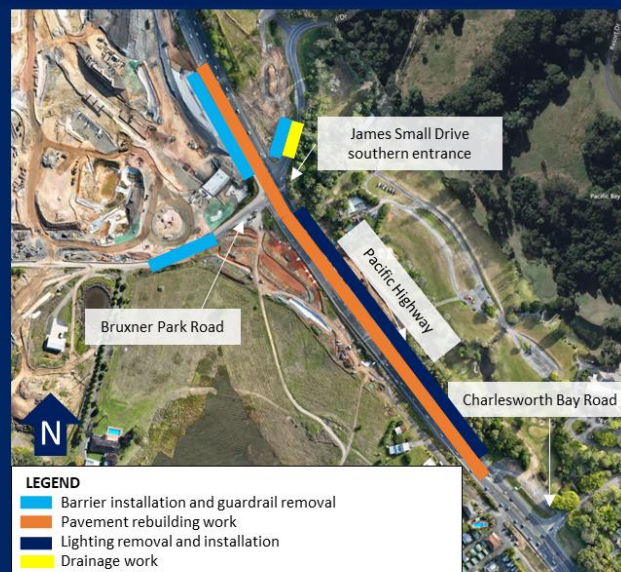 James Small Drive
southern entrance
Pacific Highway
Bruxner Park Road
Charlesworth Bay Road
N
LEGEND
Barrier installation and guardrail removal
Pavement rebuilding work
Lighting removal and installation
Drainage work